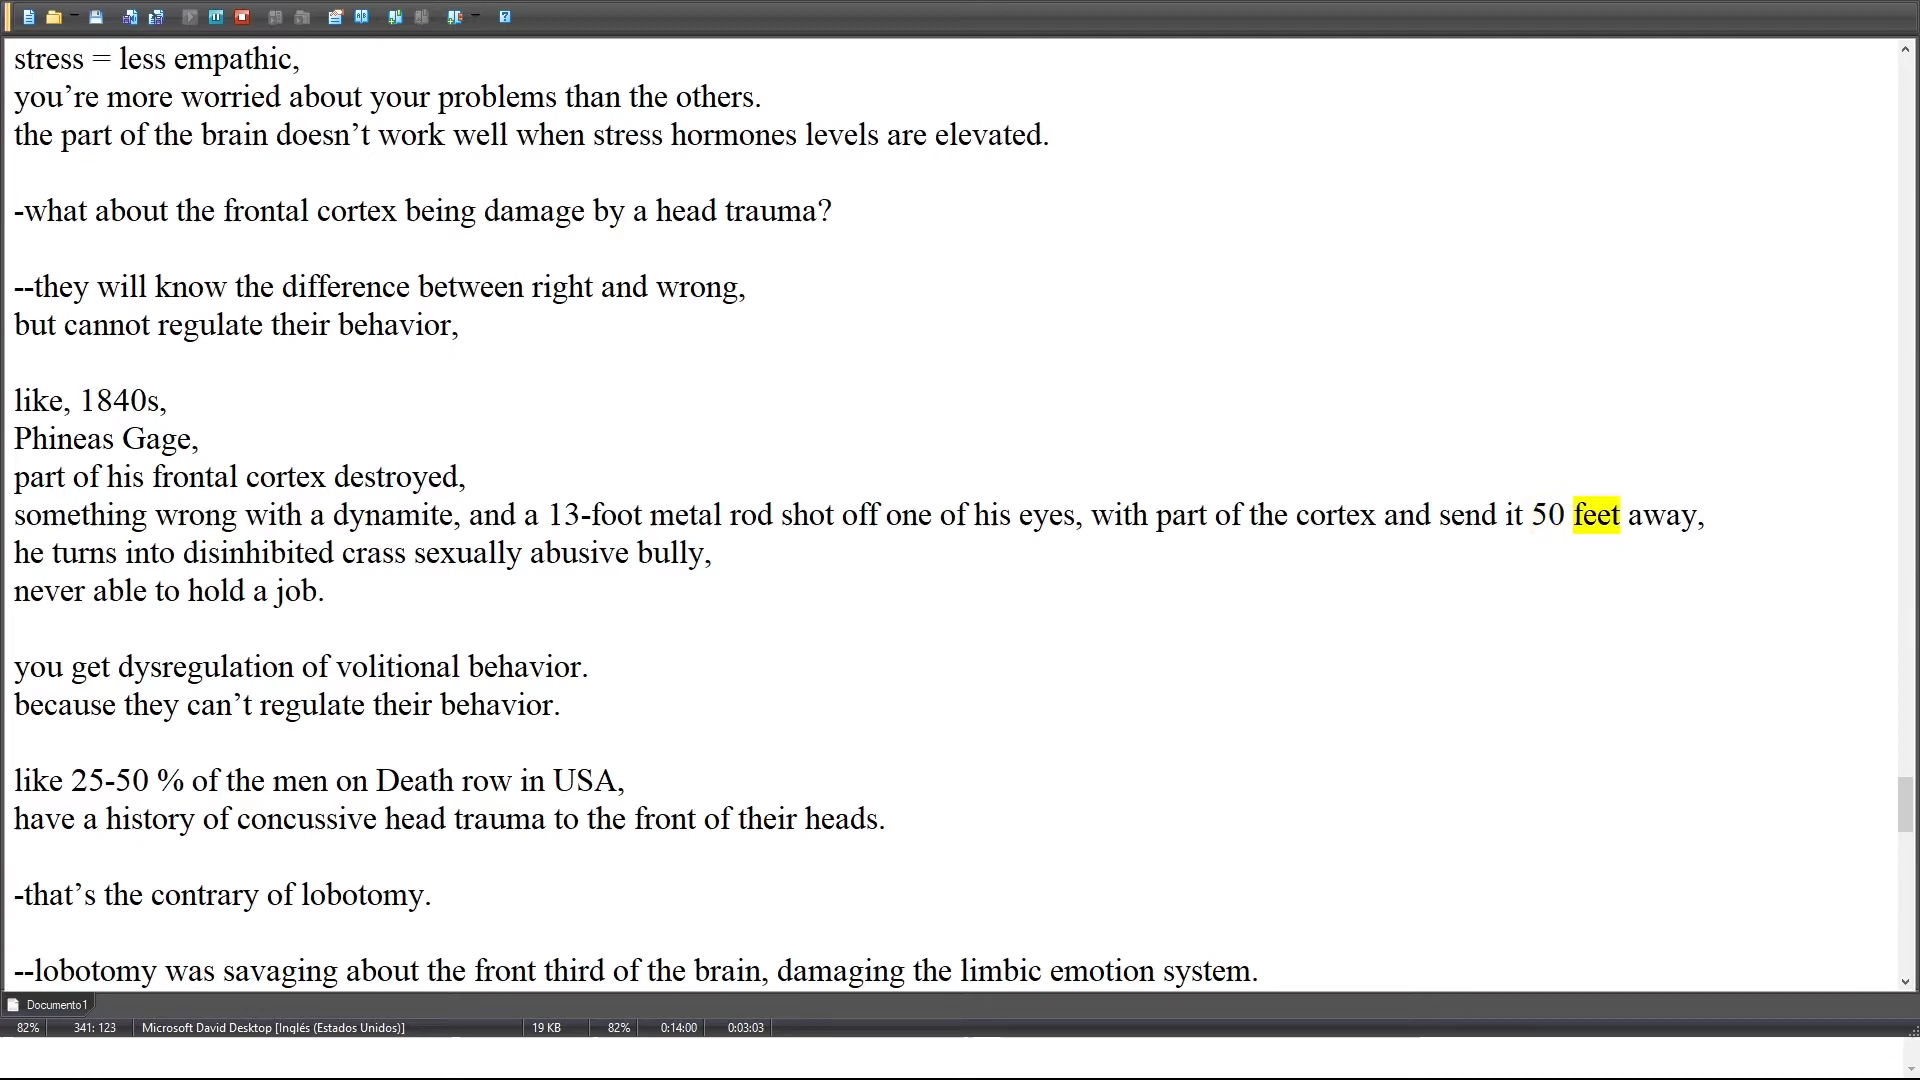 stress = less empathic,
you’re more worried about your problems than the others.
the part of the brain doesn’t work well when stress hormones levels are elevated.
-what about the frontal cortex being damage by a head trauma?
--they will know the difference between right and wrong,
but cannot regulate their behavior,
like, 1840s,
Phineas Gage,
part of his frontal cortex destroyed,
something wrong with a dynamite, and a 13-foot metal rod shot off one of his eyes, with part of the cortex and send it 50 feet away,
he turns into disinhibited crass sexually abusive bully,
never able to hold a job.
you get dysregulation of volitional behavior.
because they can’t regulate their behavior.
like 25-50 % of the men on Death row in USA,
have a history of concussive head trauma to the front of their heads.
-that’s the contrary of lobotomy.
--lobotomy was savaging about the front third of the brain, damaging the limbic emotion system.
Documento1
82% 341: 123 Microsoft David Desktop [Inglés (Estados Unidos)] 19 KB 82% 0:14:00 0:03:03